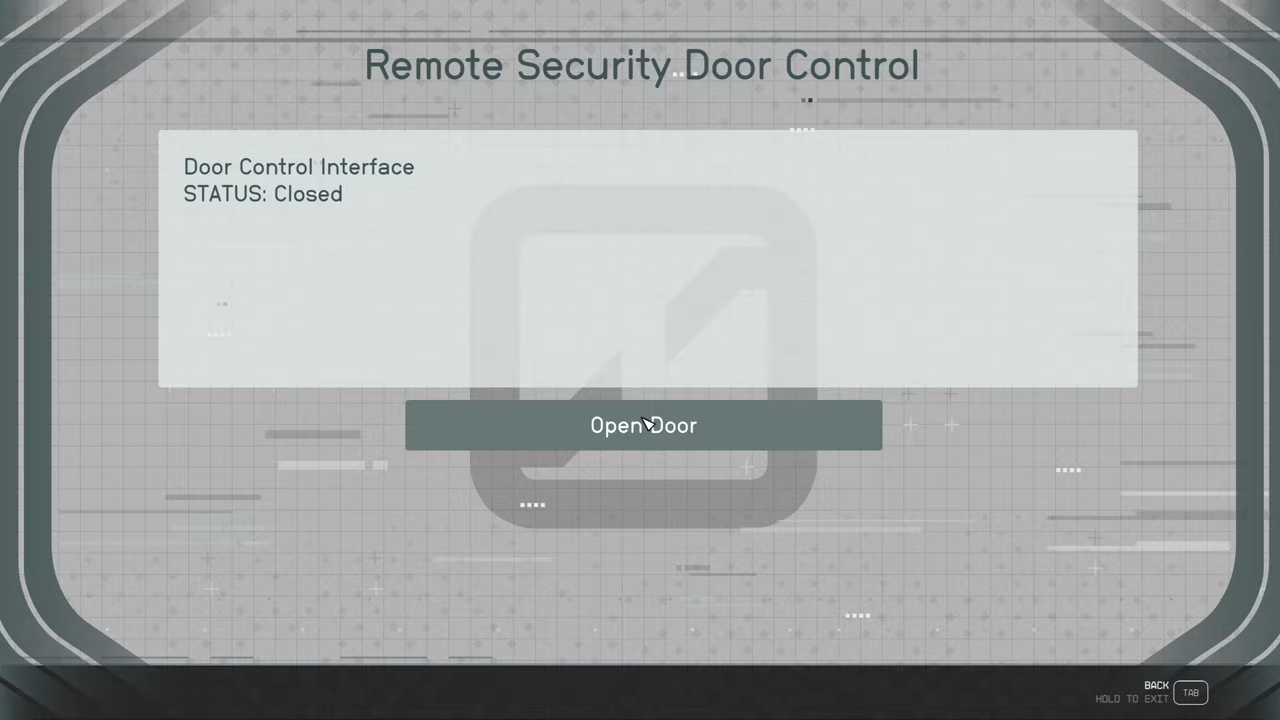 Remote Security Door Control
Door Control Interface
STATUS: Closed
Open Door
BACK
HOLD TO EXIT
TAB